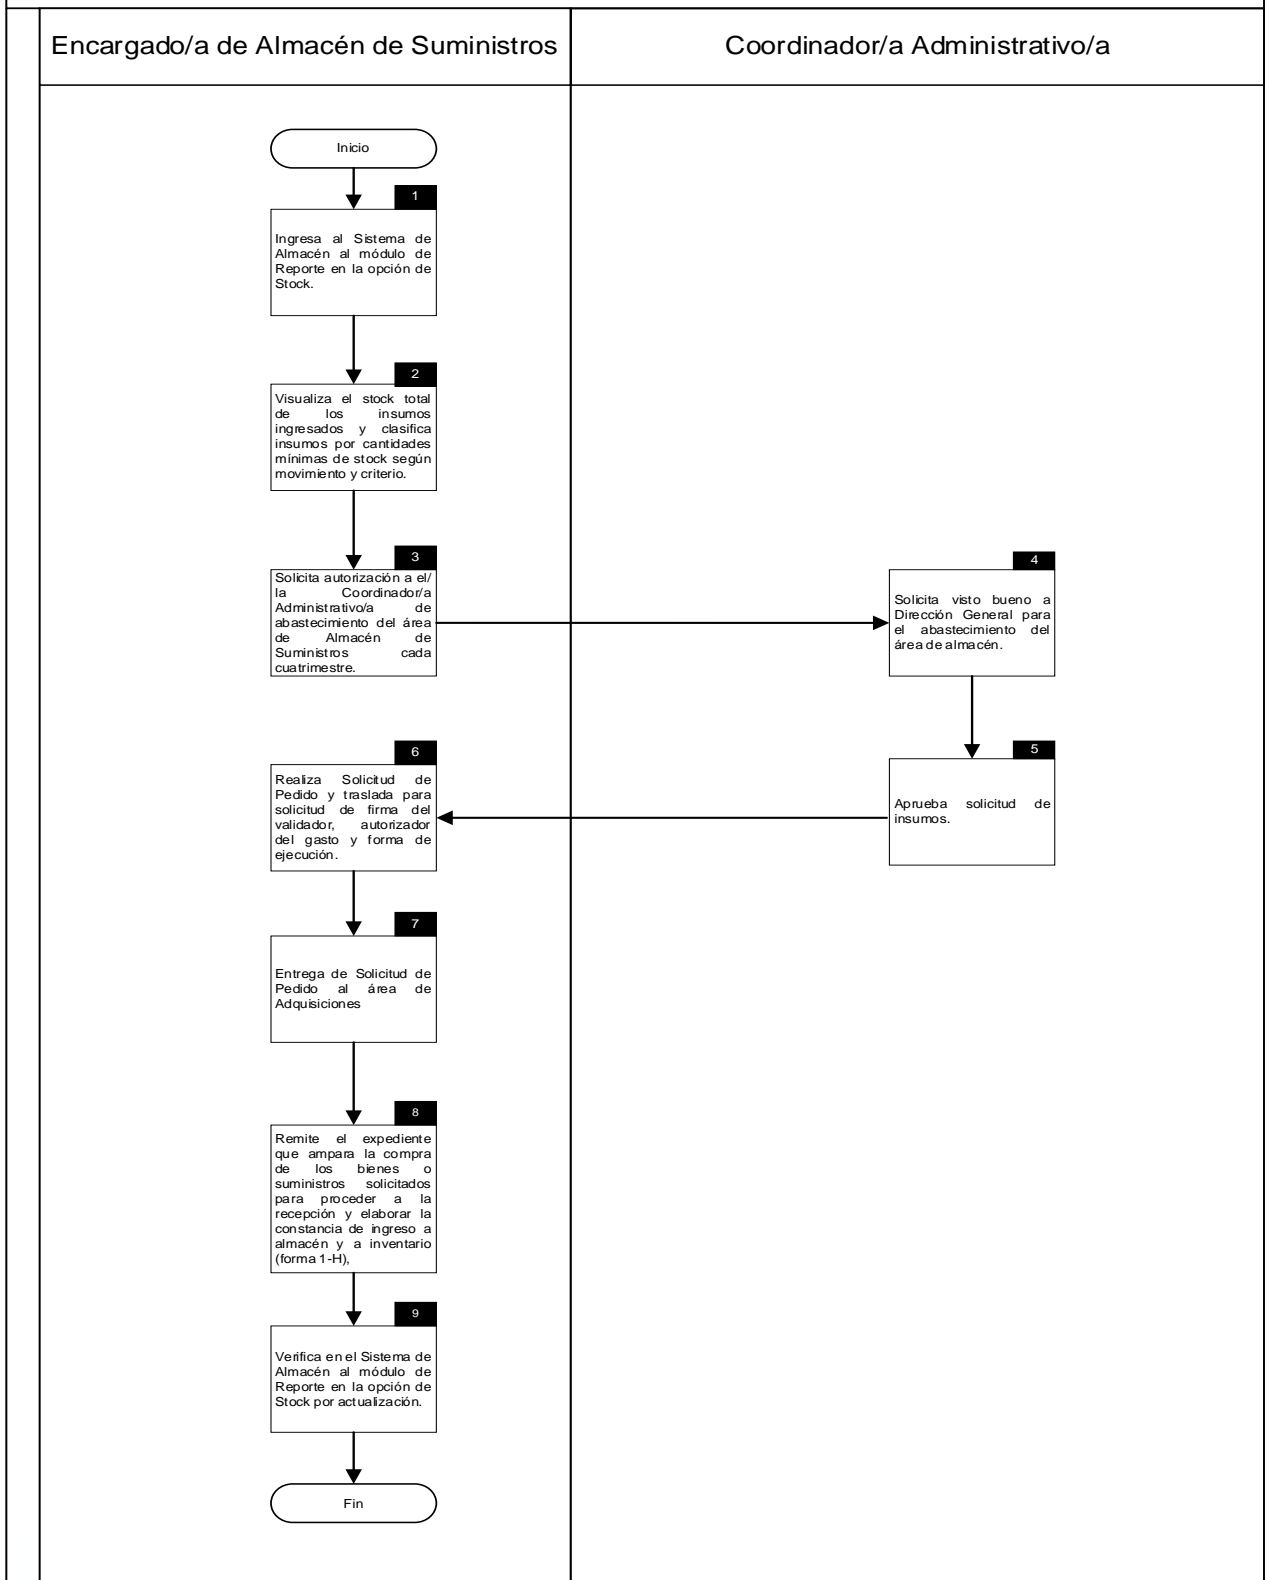 Encargado/a de Almacén de Suministros
Coordinador/a Administrativo/a
Inicio
1
Ingresa al Sistema de
Almacén al módulo de
Reporte en la opción de
Stock.
2
Visualiza el stock total
de los insumos
ingresados y clasifica
insumos por cantidades
mínimas de stock según
movimiento y criterio.
3
Solicita autorización a el/
la Coordinador/a
Administrativo/a de
abastecimiento del área
de Almacén de
Suministros cada
cuatrimestre.
4
Solicita visto bueno a
Dirección General para
el abastecimiento del
área de almacén.
5
Aprueba solicitud de
insumos.
6
Realiza Solicitud de
Pedido y traslada para
solicitud de firma del
validador, autorizador
del gasto y forma de
ejecución.
7
Entrega de Solicitud de
Pedido al área de
Adquisiciones
8
Remite el expediente
que ampara la compra
de los bienes o
suministros solicitados
para proceder a la
recepción y elaborar la
constancia de ingreso a
almacén y a inventario
(forma 1-H),
9
Verifica en el Sistema de
Almacén al módulo de
Reporte en la opción de
Stock por actualización.
Fin